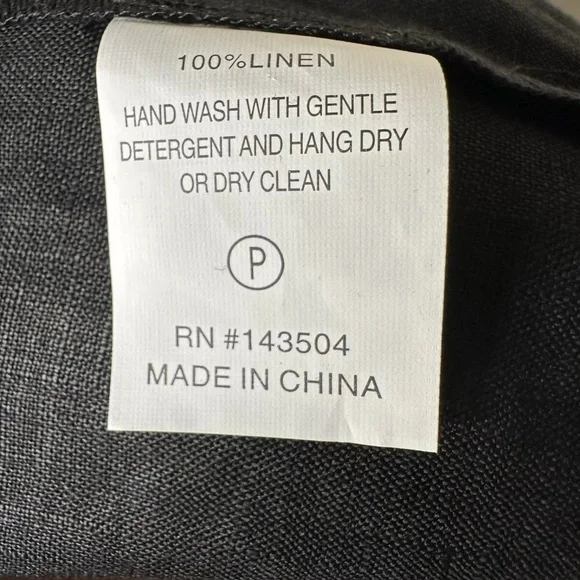 100%LINEN
HAND WASH WITH GENTLE
DETERGENT AND HANG DRY
OR DRY CLEAN
P
RN #143504
MADE IN CHINA